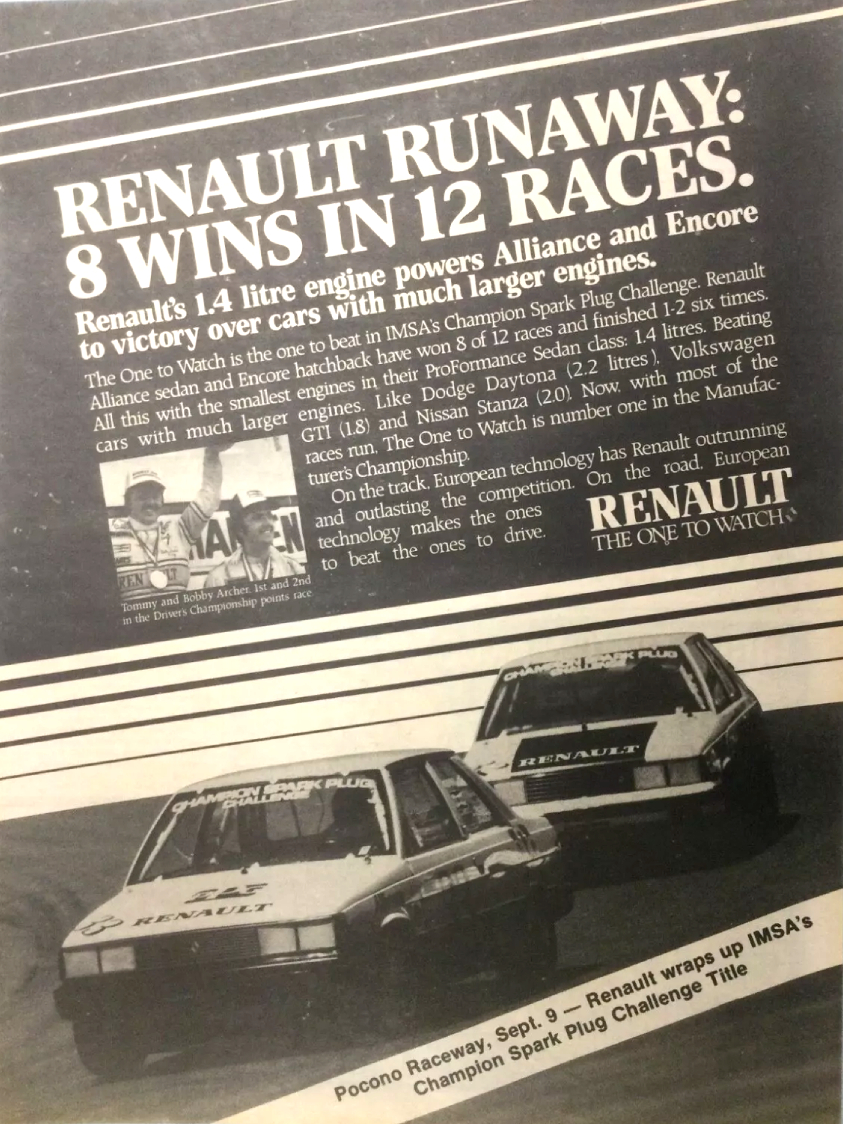 RENAULT RUNAWAY:
8 WINS IN 12 RACES.
Renault's 1.4 litre engine powers Alliance and Encore
to victory over cars with much larger engines.
The One to Watch is the one to beat in IMSA's Champion Spark Plug Challenge. Renault
Alliance sedan and Encore hatchback have won 8 of 12 races and finished 1-2 six times.
All this with the smallest engines in their ProFormance Sedan class: 1.4 litres. Beating
cars with much larger engines. Like Dodge Daytona (2.2 litres), Volkswagen
GTI (1.8) and Nissan Stanza (2.0). Now, with most of the
races run, The One to Watch is number one in the Manufac-
turer's Championship.
On the track, European technology has Renault outrunning
and outlasting the competition. On the road, European
technology makes the ones
to beat the ones to drive.
RENAULT
THE ONE TO WATCH
RENAULT
Tommy and Bobby Archer, 1st and 2nd
in the Driver's Championship points race
CHAMPION SPARK PLUG
CHALLENGE
RENAULT
CHAMPION SPARK PLUG
CHALLENGE
elf
RENAULT
Pocono Raceway, Sept. 9 — Renault wraps up IMSA's
Champion Spark Plug Challenge Title